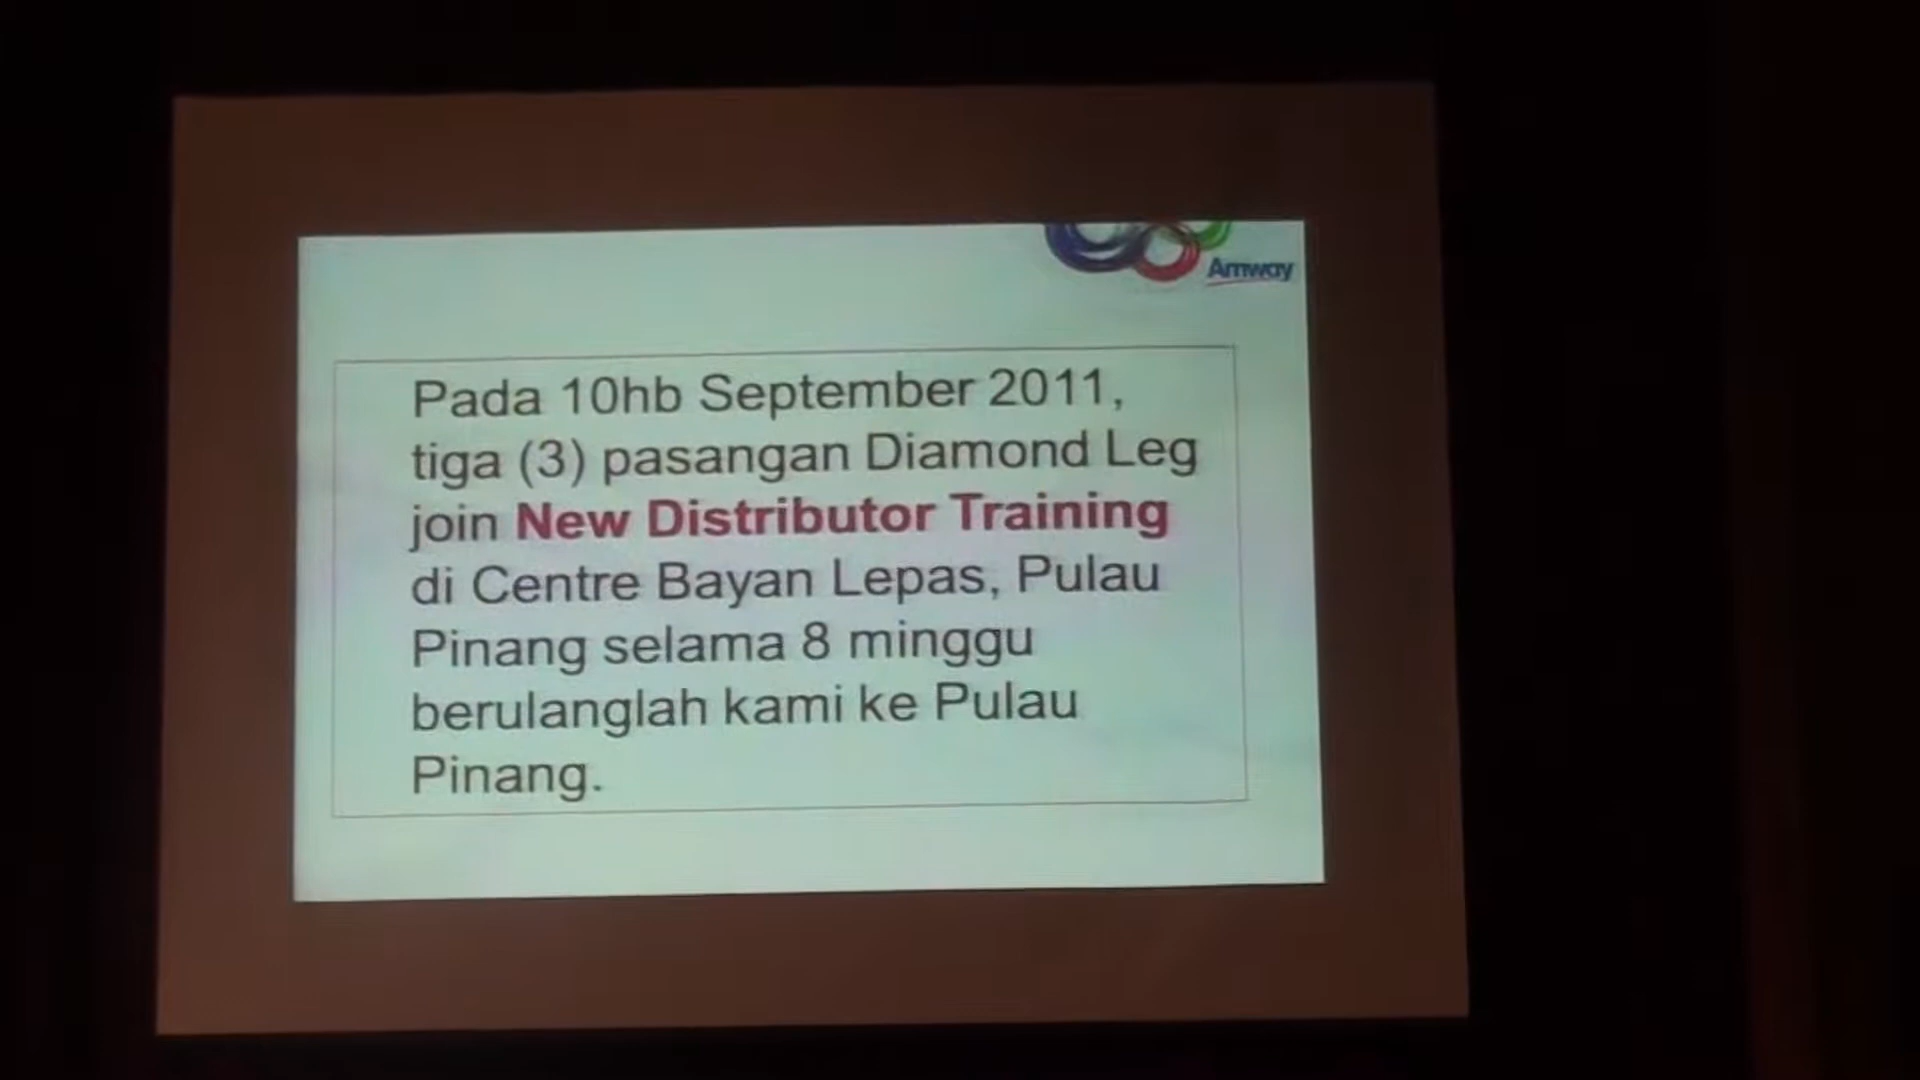 Amway
Pada 10hb September 2011,
tiga (3) pasangan Diamond Leg
join New Distributor Training
di Centre Bayan Lepas, Pulau
Pinang selama 8 minggu
berulanglah kami ke Pulau
Pinang.